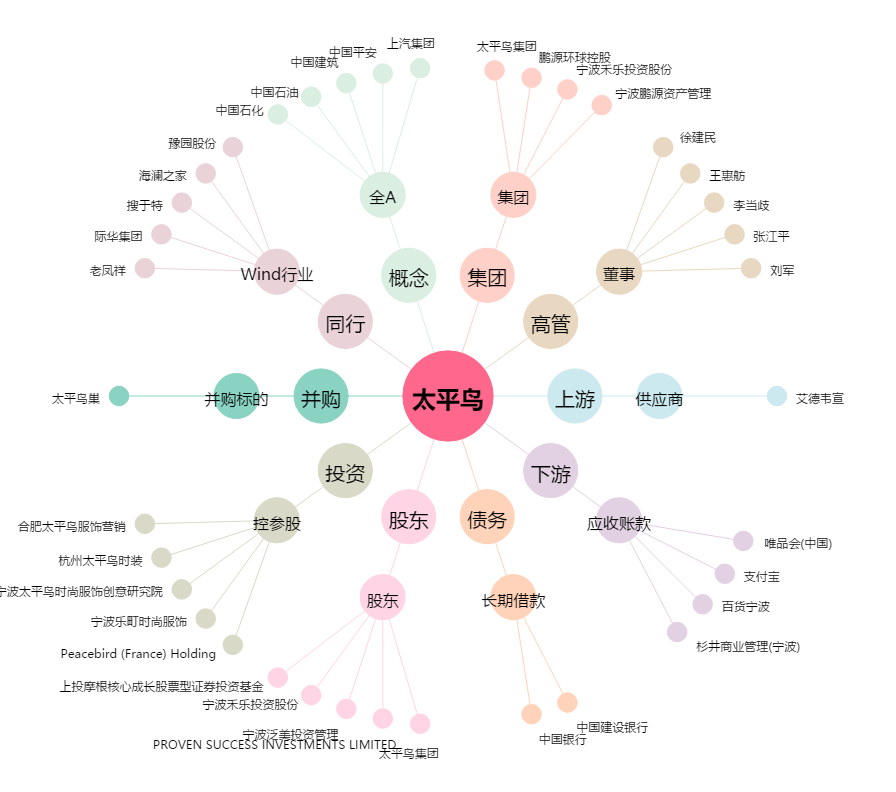 上汽集团
中国平安
中国建筑
中国石油
中国石化
全A
概念
太平鸟集团
鹏源环球控股
宁波禾乐投资股份
宁波鹏源资产管理
集团
集团
徐建民
王惠舫
李当歧
张江平
刘军
董事
高管
豫园股份
海澜之家
搜于特
际华集团
老凤祥
Wind行业
同行
太平鸟巢
并购标的
并购
太平鸟
上游
供应商
艾德韦宣
投资
控参股
合肥太平鸟服饰营销
杭州太平鸟时装
宁波太平鸟时尚服饰创意研究院
宁波乐町时尚服饰
Peacebird (France) Holding
股东
股东
上投摩根核心成长股票型证券投资基金
宁波禾乐投资股份
宁波泛美投资管理
PROVEN SUCCESS INVESTMENTS LIMITED
太平鸟集团
债务
长期借款
中国建设银行
中国银行
下游
应收账款
唯品会(中国)
支付宝
百货宁波
杉井商业管理(宁波)